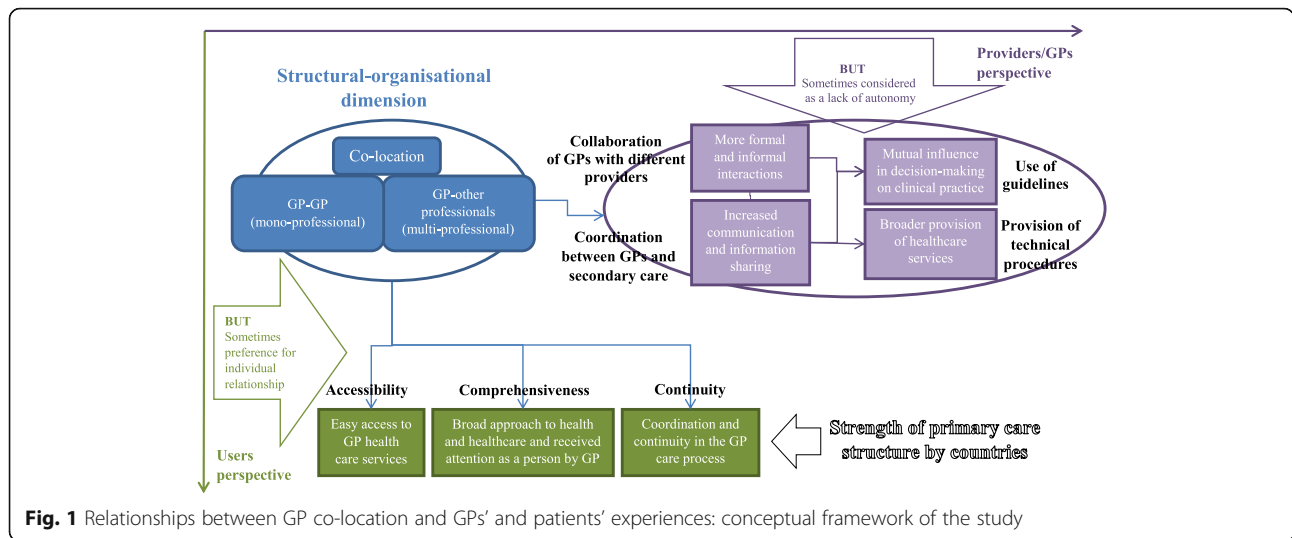 Structural-organisational
dimension
Co-location
GP-GP
(mono-professional)
GP-other
professionals
(multi-professional)
Providers/GPs
perspective
BUT
Sometimes considered
as a lack of autonomy
Collaboration
of GPs with different
providers
Coordination
between GPs and
secondary care
More formal
and informal
interactions
Increased
communication
and information
sharing
Mutual influence
in decision-making
on clinical practice
Broader provision
of healthcare
services
Use of
guidelines
Provision of
technical
procedures
BUT
Sometimes
preference for
individual
relationship
Users
perspective
Accessibility
Easy access to
GP health
care services
Comprehensiveness
Broad approach to health
and healthcare and received
attention as a person by GP
Continuity
Coordination and
continuity in the GP
care process
Strength of primary care
structure by countries
Fig. 1 Relationships between GP co-location and GPs' and patients' experiences: conceptual framework of the study